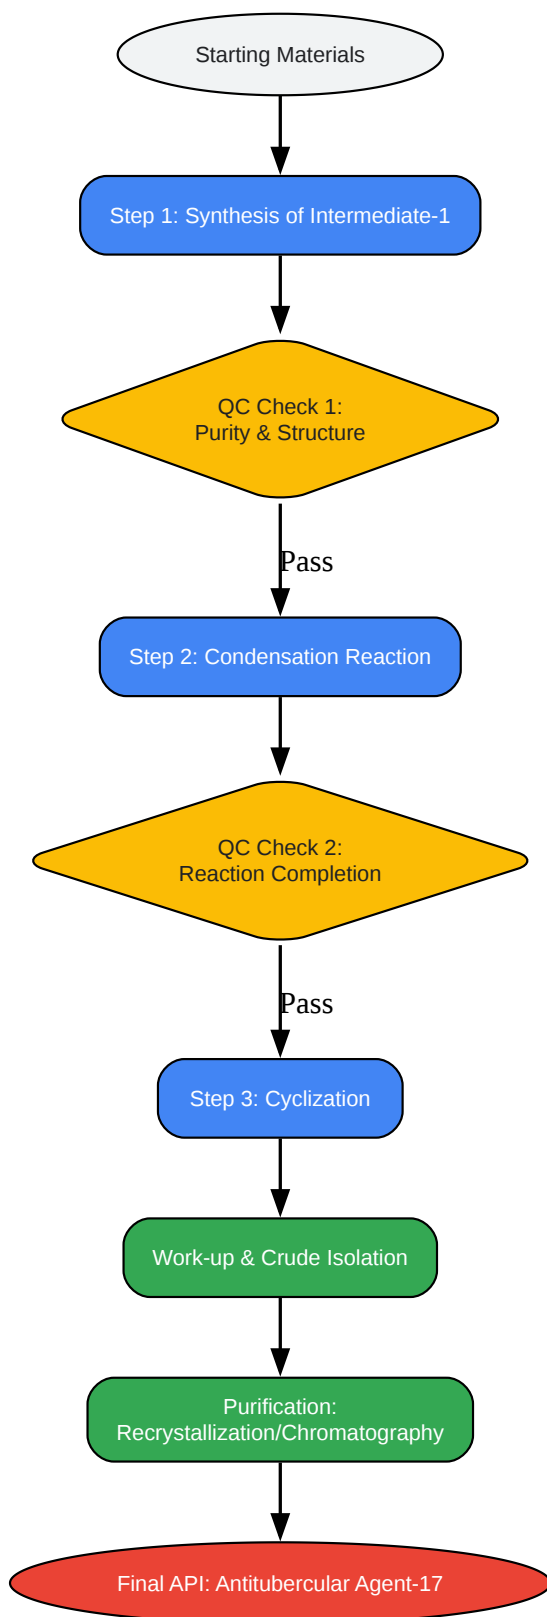 Starting Materials
Step 1: Synthesis of Intermediate-1
QC Check 1:
Purity & Structure
Pass
Step 2: Condensation Reaction
QC Check 2:
Reaction Completion
Pass
Step 3: Cyclization
Work-up & Crude Isolation
Purification:
Recrystallization/Chromatography
Final API: Antitubercular Agent-17